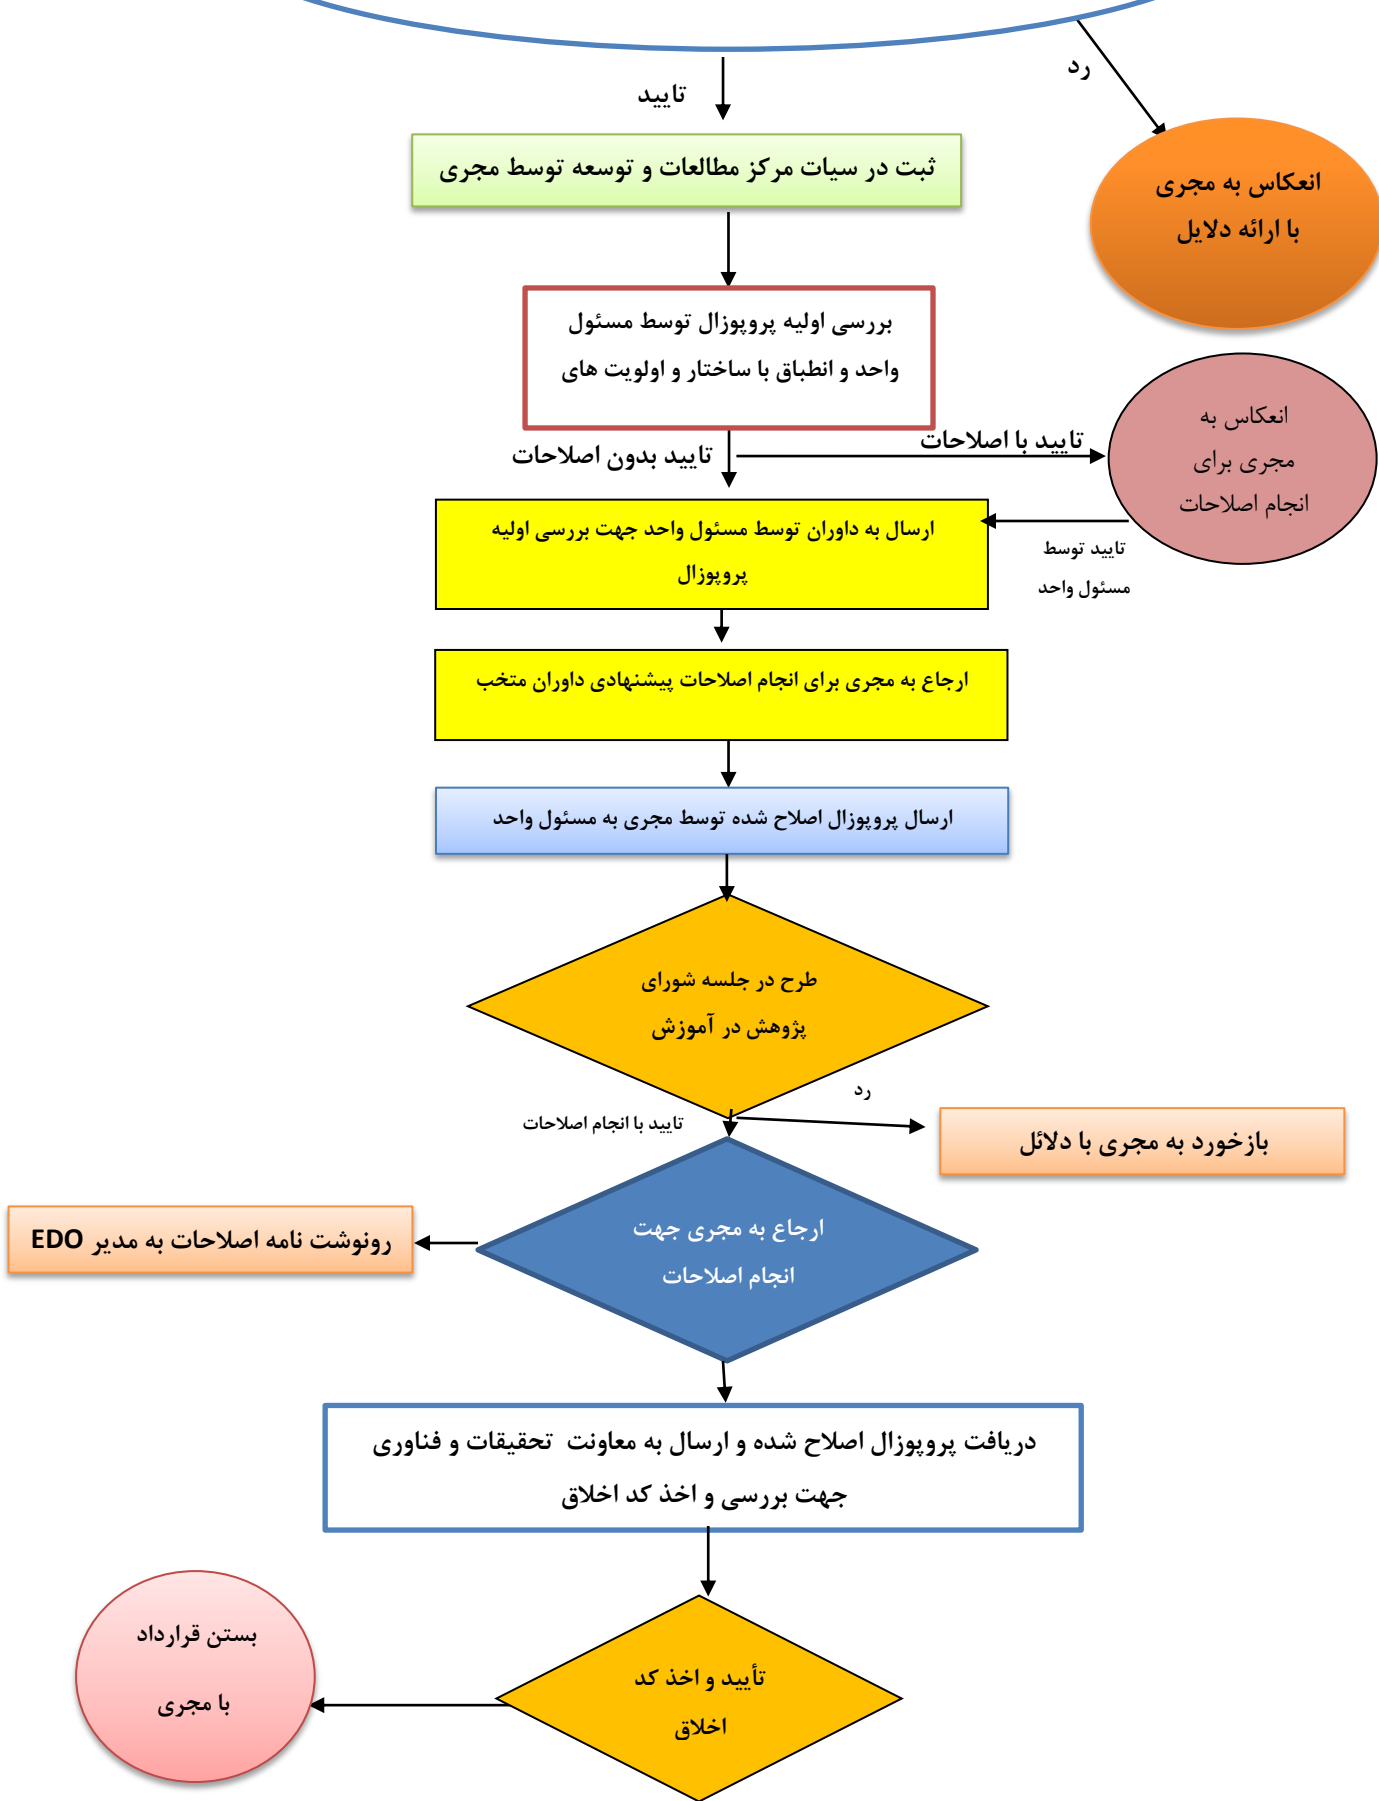 رد
تایید
ثبت در سیات مرکز مطالعات و توسعه توسط مجری
انعکاس به مجری
با ارائه دلایل
بررسی اولیه پروپوزال توسط مسئول
واحد و انطباق با ساختار و اولویت های
انعکاس به
مجری برای
انجام اصلاحات
تایید با اصلاحات
تایید بدون اصلاحات
ارسال به داوران توسط مسئول واحد جهت بررسی اولیه
پروپوزال
تایید توسط
مسئول واحد
ارجاع به مجری برای انجام اصلاحات پیشنهادی داوران متخب
ارسال پروپوزال اصلاح شده توسط مجری به مسئول واحد
طرح در جلسه شورای
پژوهش در آموزش
رد
تایید با انجام اصلاحات
بازخورد به مجری با دلائل
ارجاع به مجری جهت
انجام اصلاحات
رونوشت نامه اصلاحات به مدیر EDO
دریافت پروپوزال اصلاح شده و ارسال به معاونت تحقیقات و فناوری
جهت بررسی و اخذ کد اخلاق
بستن قرارداد
با مجری
تأیید و اخذ کد
اخلاق